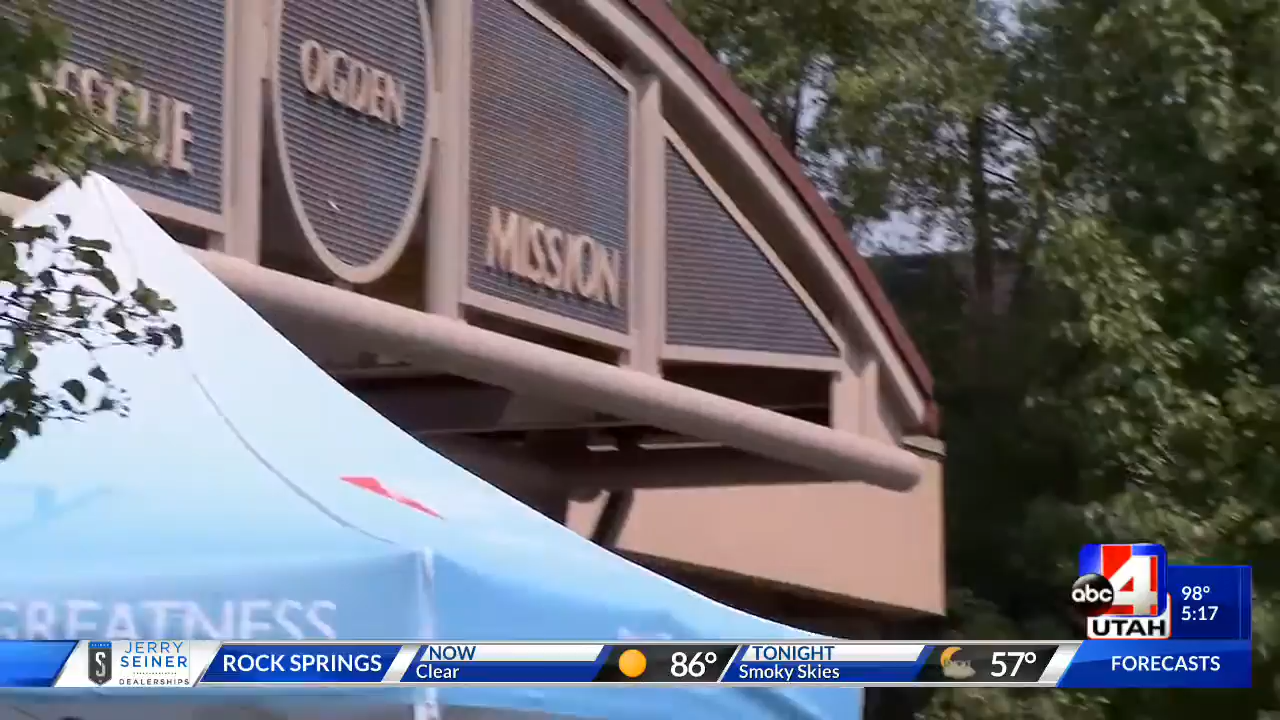 RESCUE
OGDEN
MISSION
GREATNESS
abc 4
UTAH
98°
5:17
S
JERRY
SEINER
DEALERSHIPS
ROCK SPRINGS
NOW
Clear
86°
TONIGHT
Smoky Skies
57°
FORECASTS